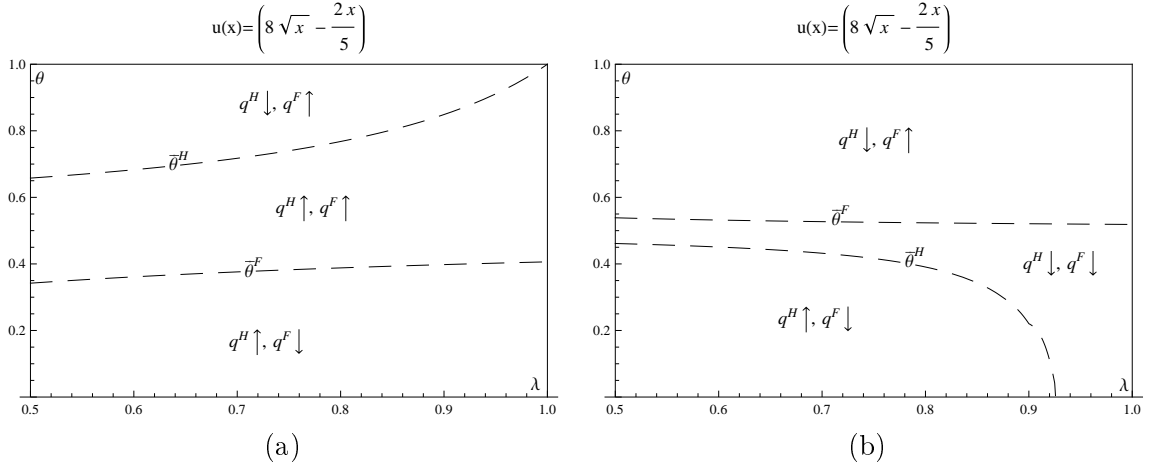 u(x)=(8 √x − 2x/5)
1.0
θ
q^H ↓, q^F ↑
0.8
θ̅^H
0.6
q^H ↑, q^F ↑
0.4
θ̅^F
q^H ↑, q^F ↓
0.2
λ
0.5 0.6 0.7 0.8 0.9 1.0
(a)
u(x)=(8 √x − 2x/5)
1.0
θ
0.8
q^H ↓, q^F ↑
0.6
θ̅^F
θ̅^H
q^H ↓, q^F ↓
0.4
q^H ↑, q^F ↓
0.2
λ
0.5 0.6 0.7 0.8 0.9 1.0
(b)